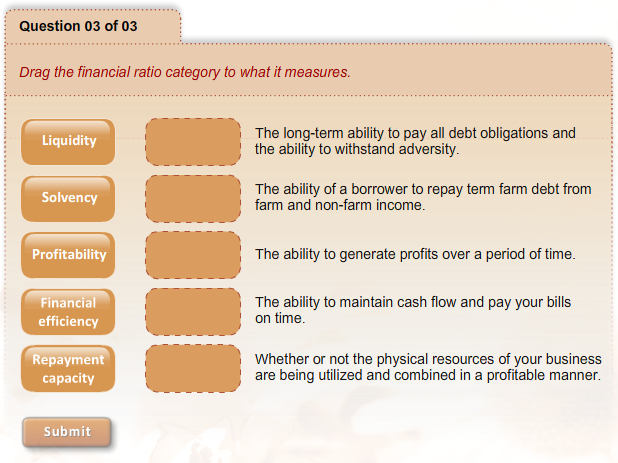 Question 03 of 03
Drag the financial ratio category to what it measures.
Liquidity
The long-term ability to pay all debt obligations and
the ability to withstand adversity.
Solvency
The ability of a borrower to repay term farm debt from
farm and non-farm income.
Profitability
The ability to generate profits over a period of time.
Financial
efficiency
The ability to maintain cash flow and pay your bills
on time.
Repayment
capacity
Whether or not the physical resources of your business
are being utilized and combined in a profitable manner.
Submit